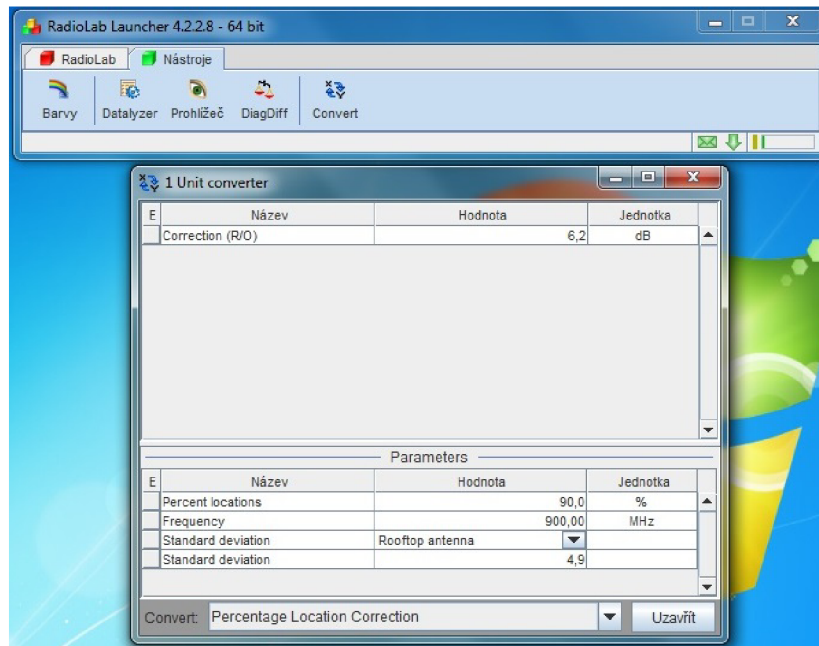 RadioLab Launcher 4.2.2.8 - 64 bit
RadioLab Nástroje
Barvy Datalyzer Prohlížeč DiagDiff Convert
1 Unit converter
E Název Hodnota Jednotka
Correction (R/O) 6,2 dB
Parameters
E Název Hodnota Jednotka
Percent locations 90,0 %
Frequency 900,00 MHz
Standard deviation Rooftop antenna
Standard deviation 4,9
Convert: Percentage Location Correction Uzavřít